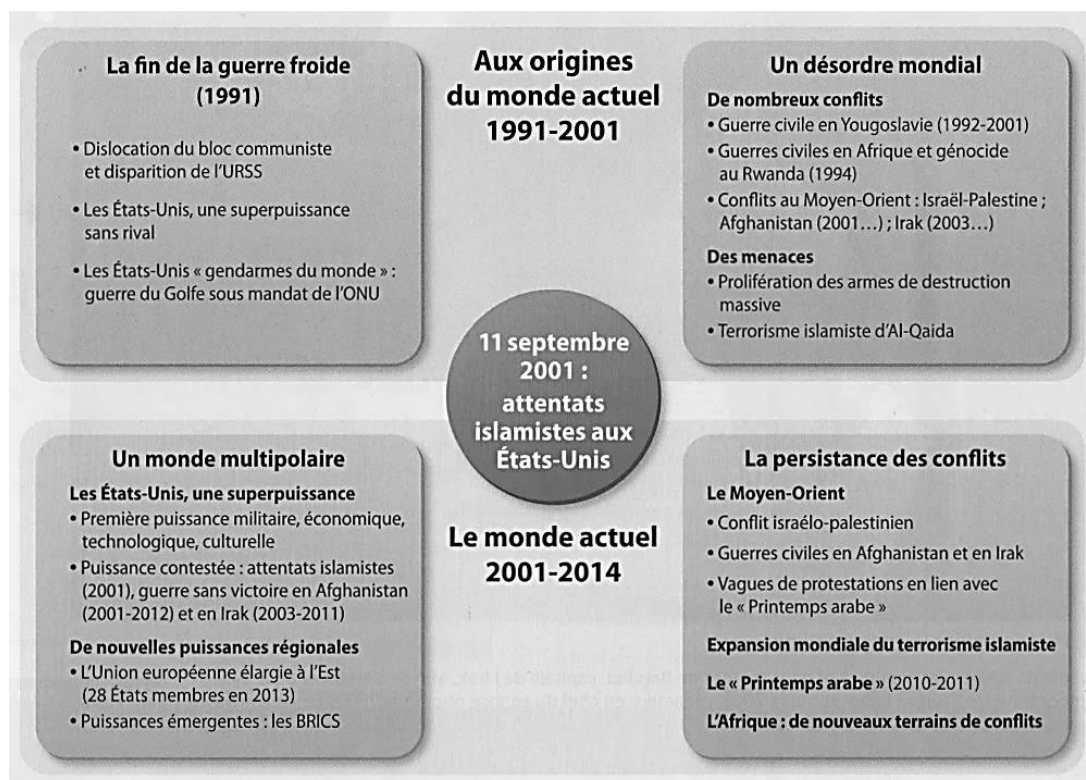 La fin de la guerre froide
(1991)
• Dislocation du bloc communiste
et disparition de l'URSS
• Les États-Unis, une superpuissance
sans rival
• Les États-Unis « gendarmes du monde » :
guerre du Golfe sous mandat de l'ONU
Aux origines
du monde actuel
1991-2001
Un désordre mondial
De nombreux conflits
• Guerre civile en Yougoslavie (1992-2001)
• Guerres civiles en Afrique et génocide
au Rwanda (1994)
• Conflits au Moyen-Orient : Israël-Palestine ;
Afghanistan (2001...) ; Irak (2003...)
Des menaces
• Prolifération des armes de destruction
massive
• Terrorisme islamiste d'Al-Qaida
11 septembre
2001 :
attentats
islamistes aux
États-Unis
Un monde multipolaire
Les États-Unis, une superpuissance
• Première puissance militaire, économique,
technologique, culturelle
• Puissance contestée : attentats islamistes
(2001), guerre sans victoire en Afghanistan
(2001-2012) et en Irak (2003-2011)
De nouvelles puissances régionales
• L'Union européenne élargie à l'Est
(28 États membres en 2013)
• Puissances émergentes : les BRICS
Le monde actuel
2001-2014
La persistance des conflits
Le Moyen-Orient
• Conflit israélo-palestinien
• Guerres civiles en Afghanistan et en Irak
• Vagues de protestations en lien avec
le « Printemps arabe »
Expansion mondiale du terrorisme islamiste
Le « Printemps arabe » (2010-2011)
L'Afrique : de nouveaux terrains de conflits